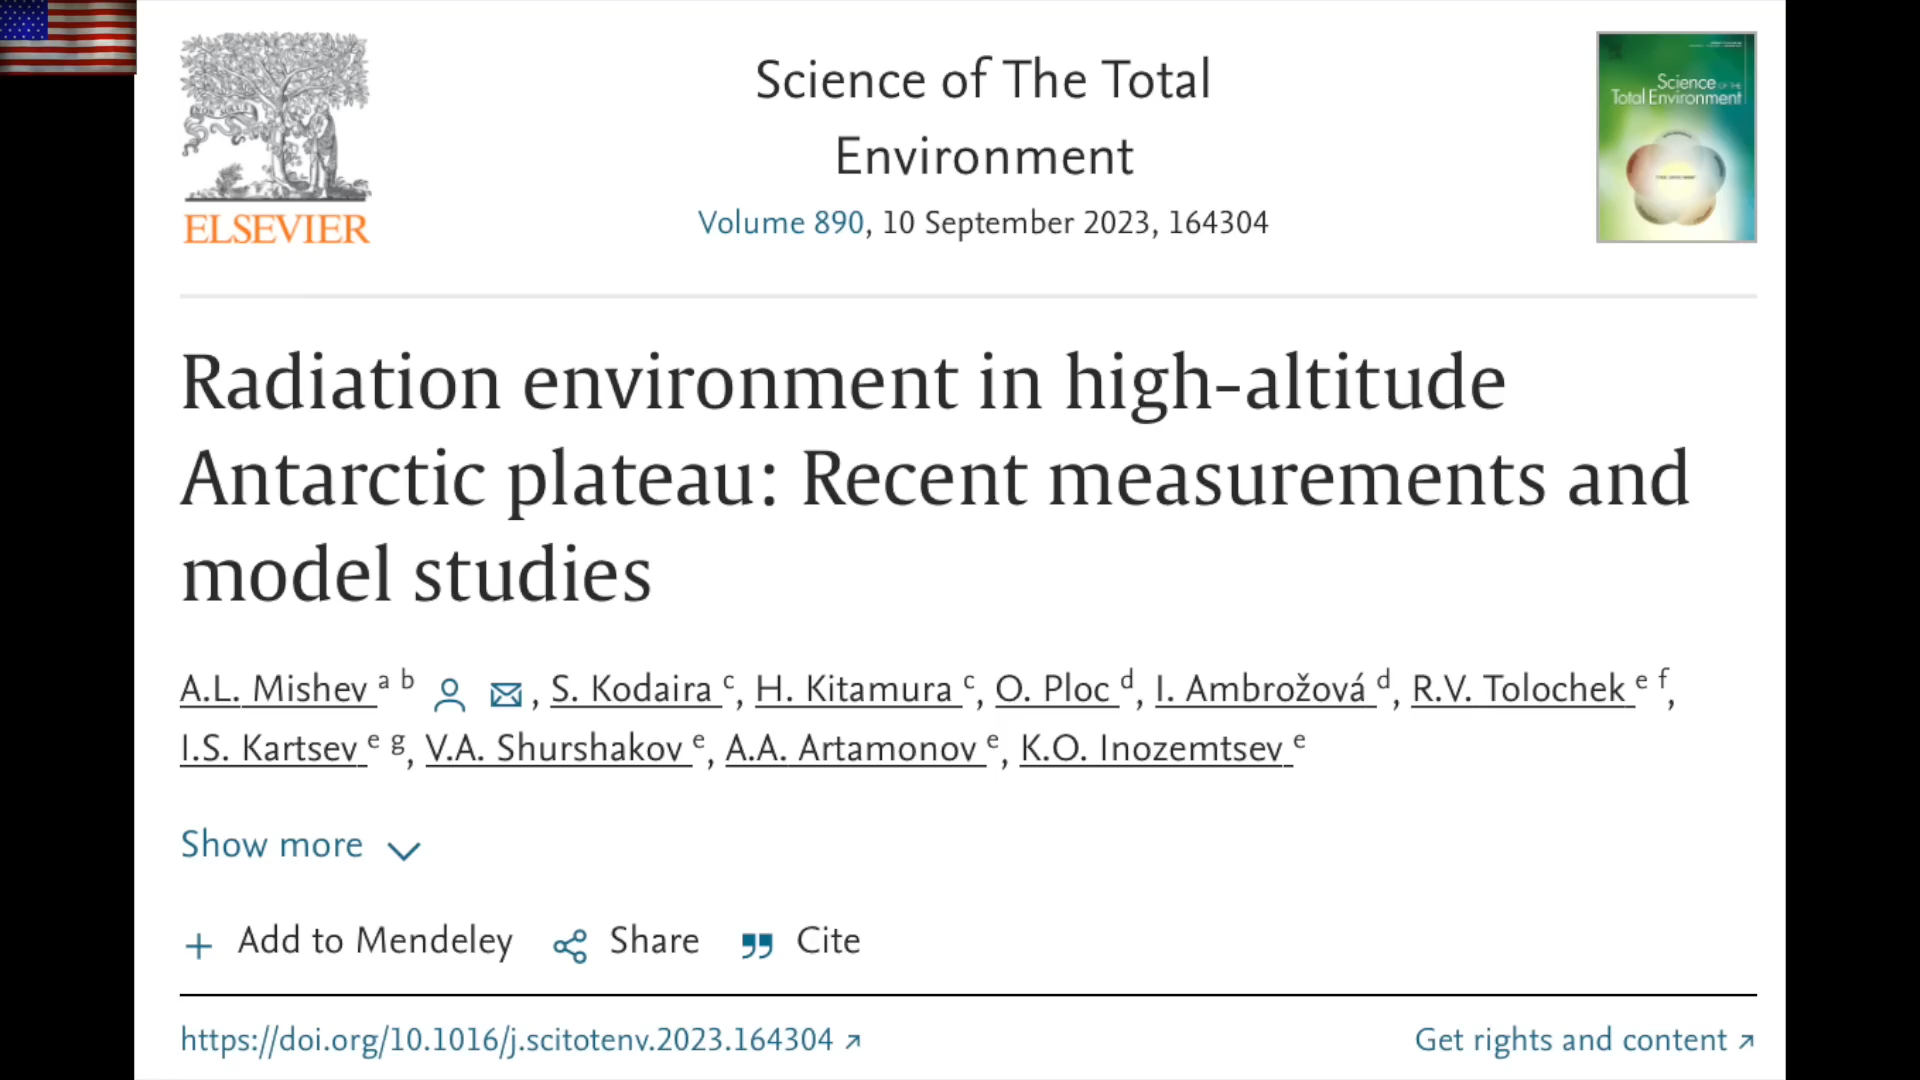 Science of The Total
Environment
Volume 890, 10 September 2023, 164304
ELSEVIER
Science OF THE
Total Environment
Radiation environment in high-altitude
Antarctic plateau: Recent measurements and
model studies
A.L. Mishev a b , S. Kodaira c, H. Kitamura c, O. Ploc d, I. Ambrožová d, R.V. Tolochek e f,
I.S. Kartsev e g, V.A. Shurshakov e, A.A. Artamonov e, K.O. Inozemtsev e
Show more
Add to Mendeley Share Cite
https://doi.org/10.1016/j.scitotenv.2023.164304
Get rights and content